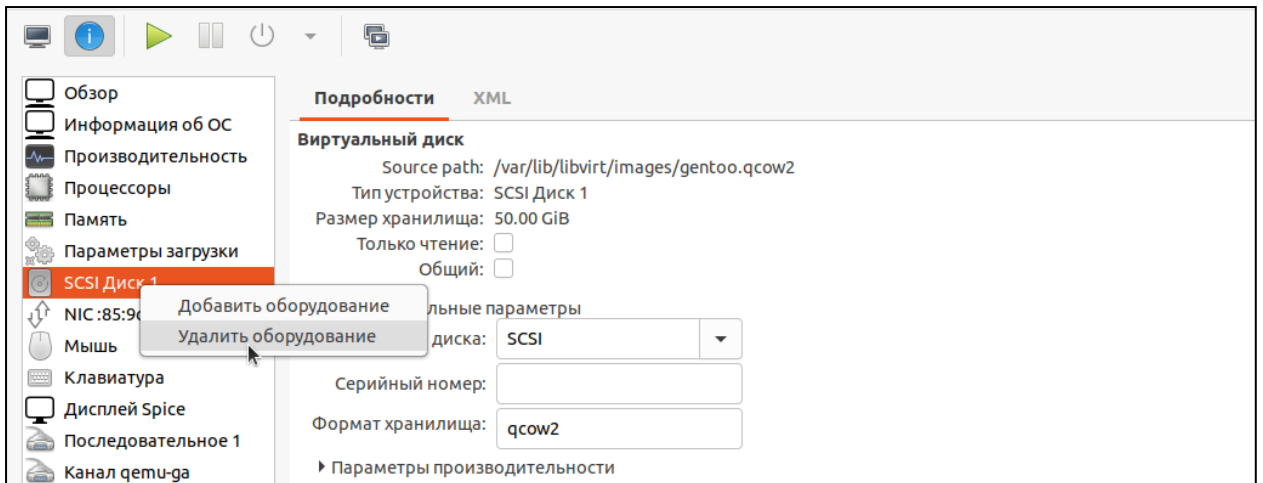 Обзор
Информация об ОС
Производительность
Процессоры
Память
Параметры загрузки
SCSI Диск 1
NIC :85:9
Мышь
Клавиатура
Дисплей Spice
Последовательное 1
Канал qemu-ga
Добавить оборудование
Удалить оборудование
Подробности XML
Виртуальный диск
Source path: /var/lib/libvirt/images/gentoo.qcow2
Тип устройства: SCSI Диск 1
Размер хранилища: 50.00 GiB
Только чтение:
Общий:
льные параметры
диска: SCSI
Серийный номер:
Формат хранилища: qcow2
Параметры производительности